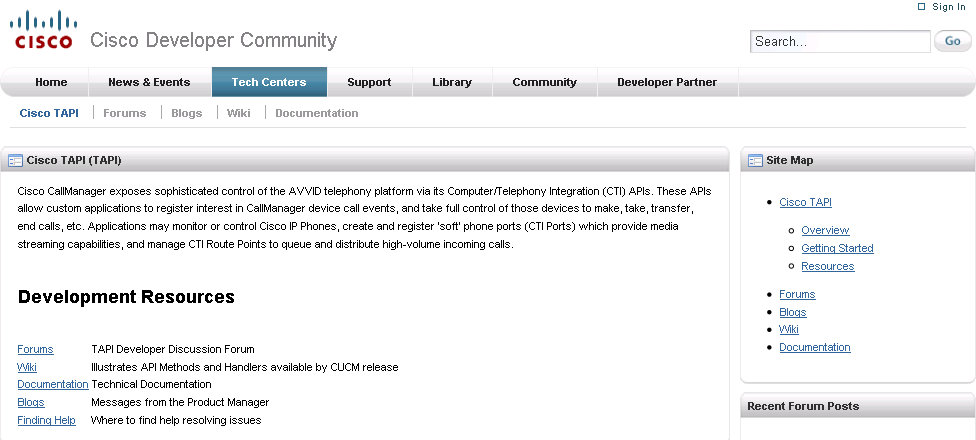 Sign In
CISCO
Cisco Developer Community
Search...
Go
Home News & Events Tech Centers Support Library Community Developer Partner
Cisco TAPI Forums Blogs Wiki Documentation
Cisco TAPI (TAPI)
Cisco CallManager exposes sophisticated control of the AVVID telephony platform via its Computer/Telephony Integration (CTI) APIs. These APIs
allow custom applications to register interest in CallManager device call events, and take full control of those devices to make, take, transfer,
end calls, etc. Applications may monitor or control Cisco IP Phones, create and register 'soft' phone ports (CTI Ports) which provide media
streaming capabilities, and manage CTI Route Points to queue and distribute high-volume incoming calls.
Development Resources
Forums TAPI Developer Discussion Forum
Wiki Illustrates API Methods and Handlers available by CUCM release
Documentation Technical Documentation
Blogs Messages from the Product Manager
Finding Help Where to find help resolving issues
Site Map
Cisco TAPI
Overview
Getting Started
Resources
Forums
Blogs
Wiki
Documentation
Recent Forum Posts